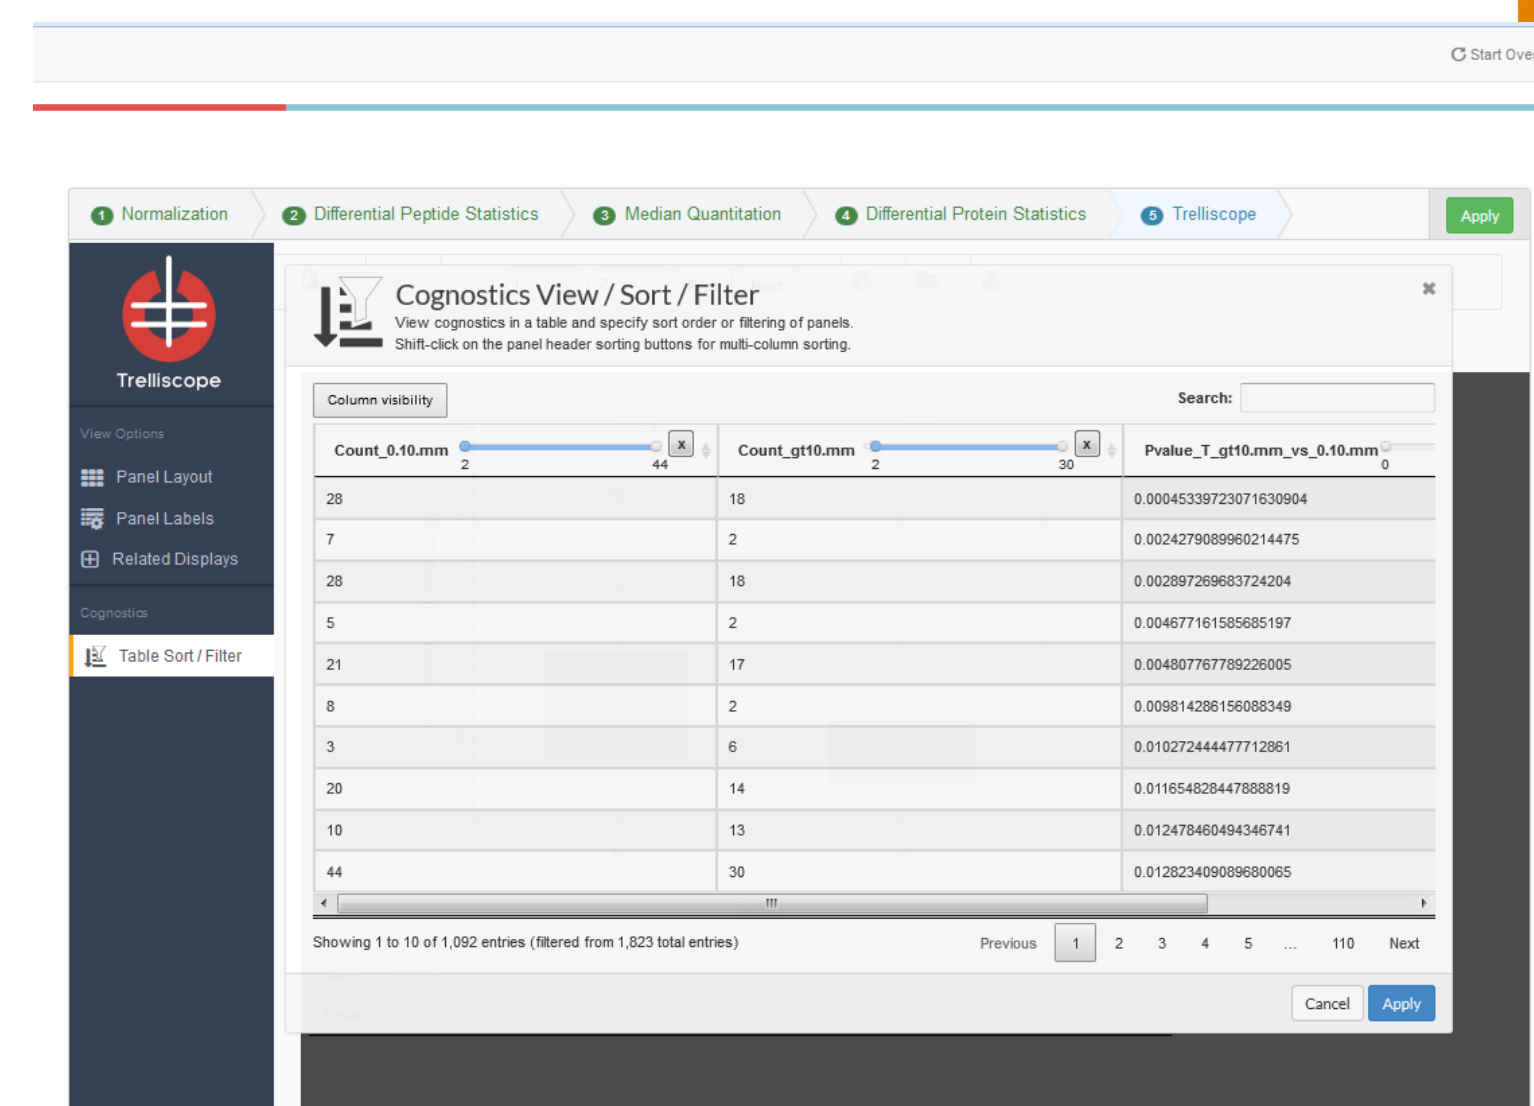 Start Over
1 Normalization
2 Differential Peptide Statistics
3 Median Quantitation
4 Differential Protein Statistics
5 Trelliscope
Apply
Trelliscope
View Options
Panel Layout
Panel Labels
Related Displays
Cognostics
Table Sort / Filter
Next
Cognostics View / Sort / Filter
View cognostics in a table and specify sort order or filtering of panels.
Shift-click on the panel header sorting buttons for multi-column sorting.
Column visibility
Search:
Count_0.10.mm 2 44 x
Count_gt10.mm 2 30 x
Pvalue_T_gt10.mm_vs_0.10.mm 0
28 18 0.00045339723071630904
7 2 0.0024279089960214475
28 18 0.002897269683724204
5 2 0.004677161585685197
21 17 0.004807767789226005
8 2 0.009814286156088349
3 6 0.010272444477712861
20 14 0.011654828447888819
10 13 0.012478460494346741
44 30 0.012823409089680065
Showing 1 to 10 of 1,092 entries (filtered from 1,823 total entries)
Previous 1 2 3 4 5 ... 110 Next
Cancel Apply